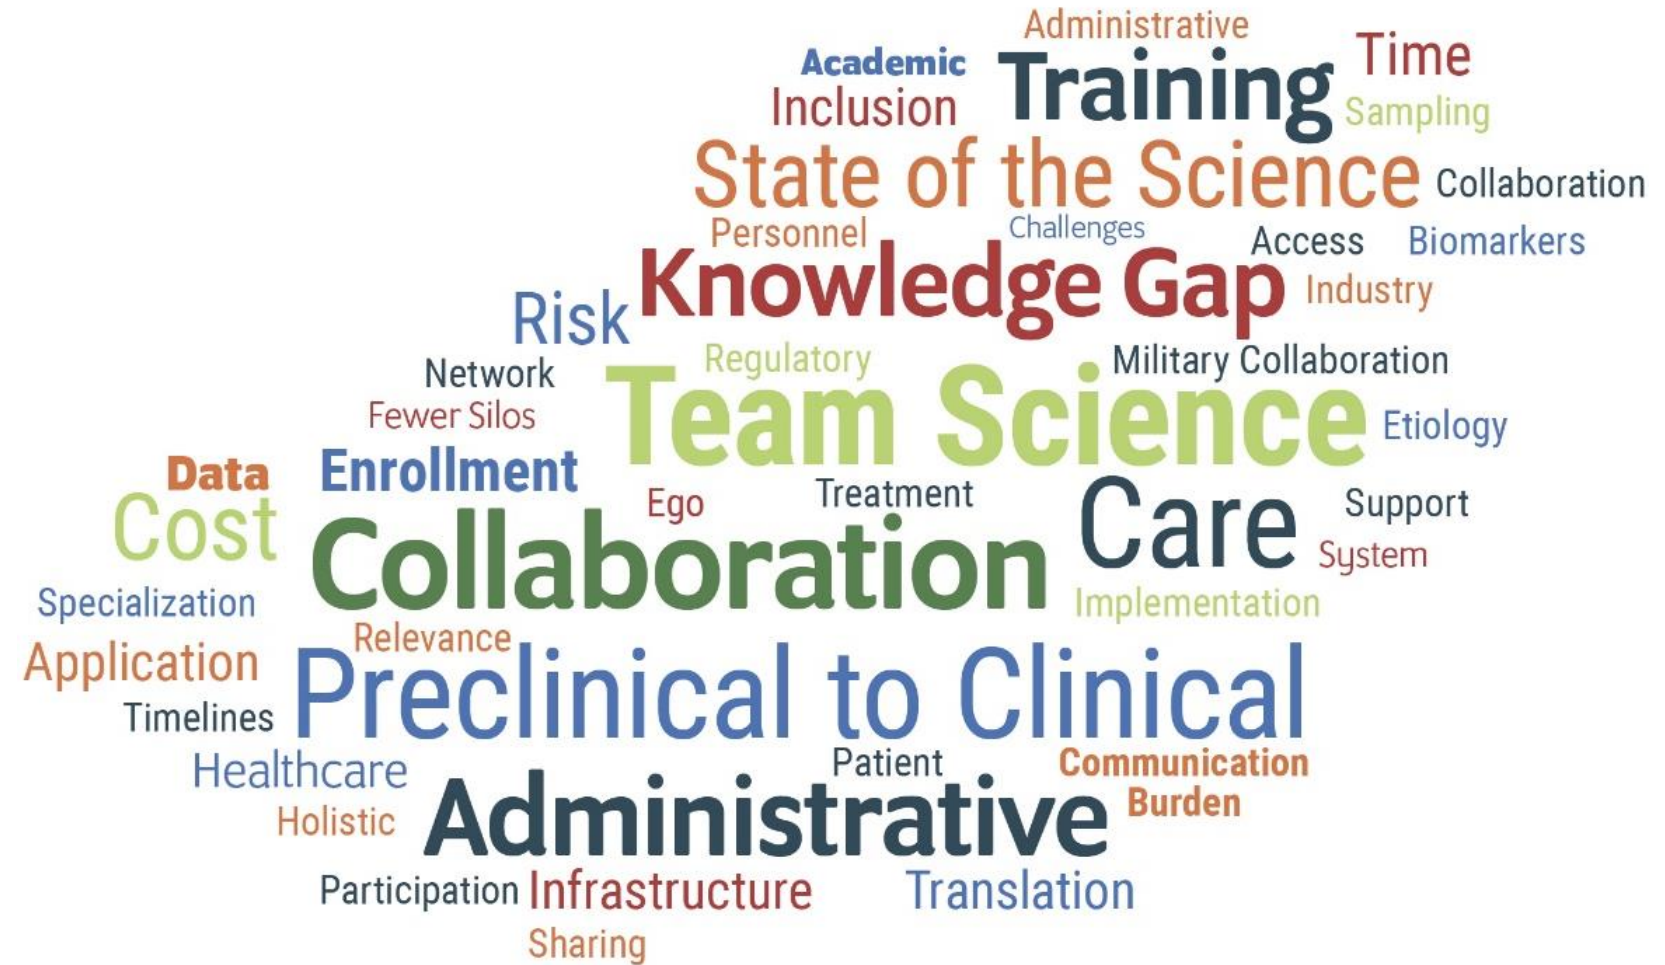 Administrative
Academic Training Time
Inclusion Sampling
State of the Science Collaboration
Personnel Challenges Access Biomarkers
Knowledge Gap Industry
Risk
Network Regulatory Military Collaboration
Fewer Silos Team Science Etiology
Data Enrollment
Ego Treatment Care Support
Cost Collaboration System
Specialization Implementation
Relevance
Application Preclinical to Clinical
Timelines
Healthcare Patient Communication
Holistic Administrative Burden
Participation Infrastructure Translation
Sharing